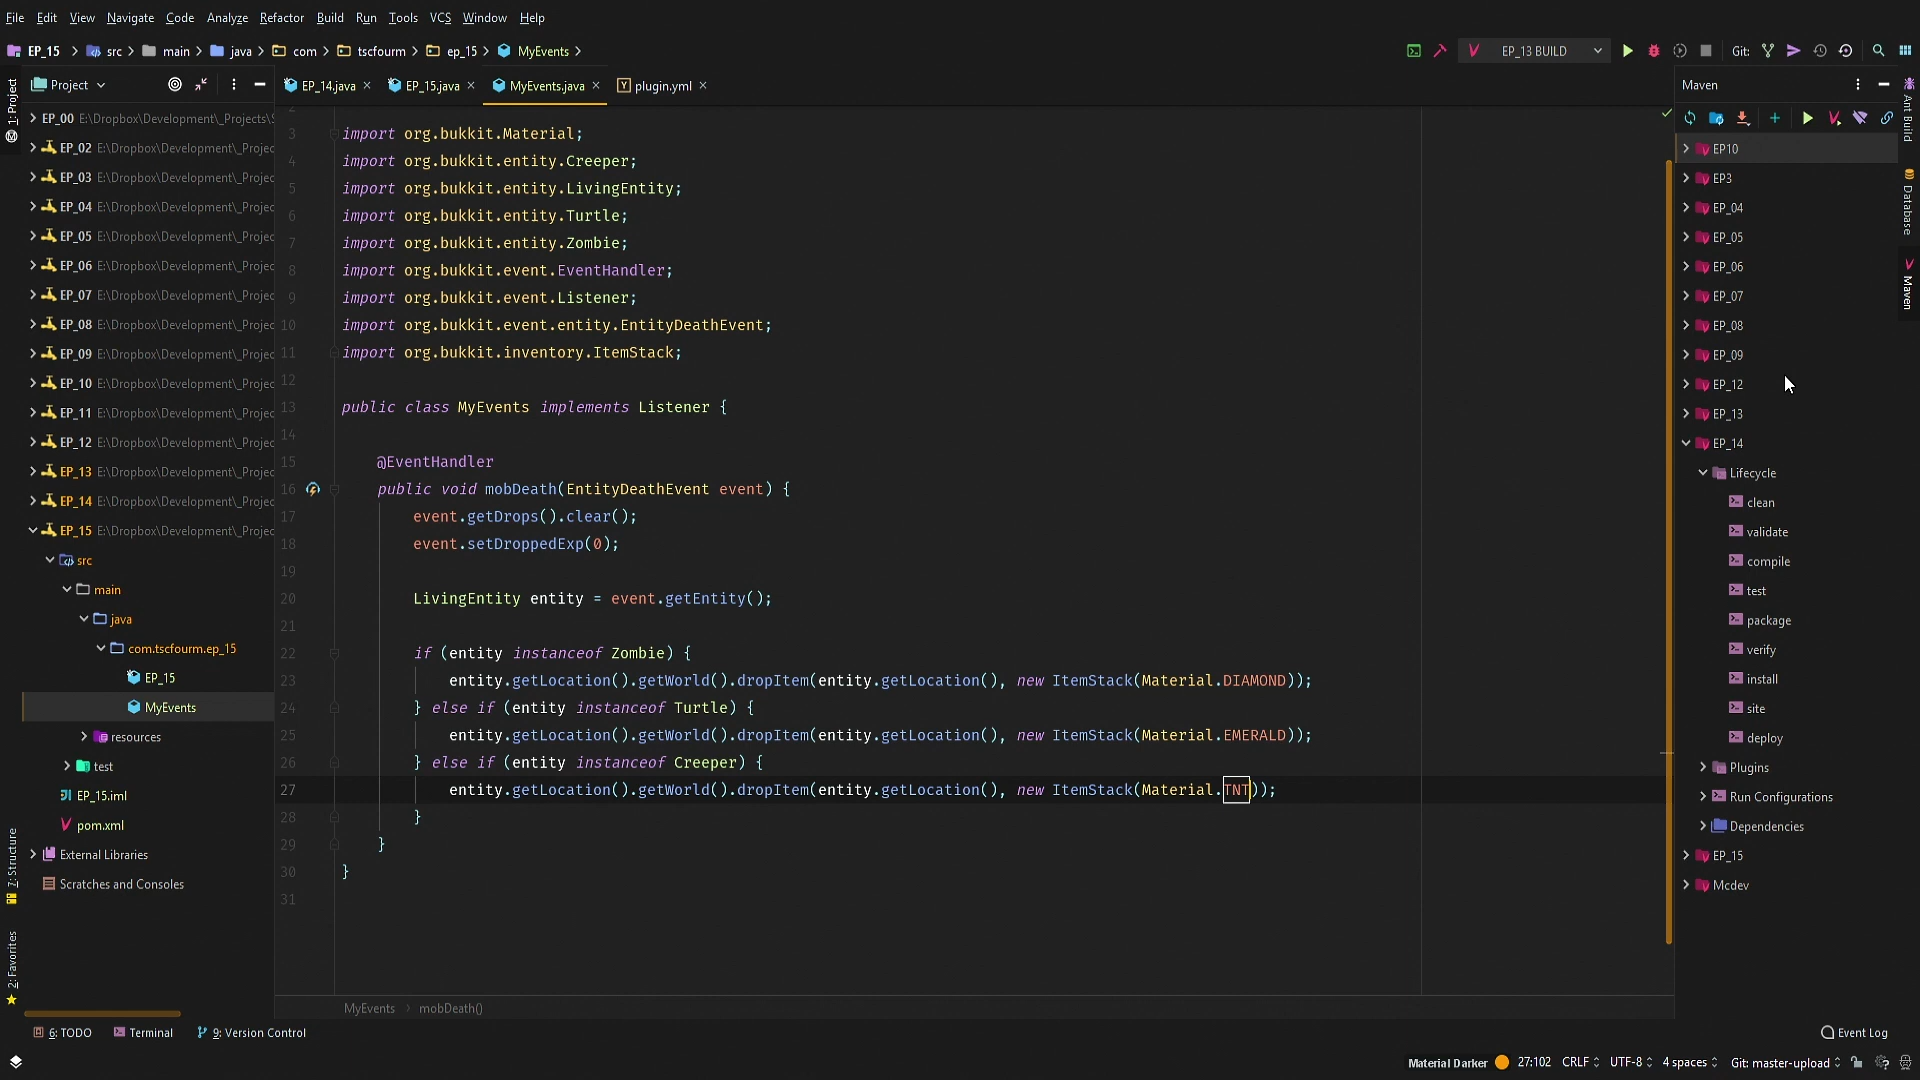 File Edit View Navigate Code Analyze Refactor Build Run Tools VCS Window Help
EP_15 src main java com tscfourm ep_15 MyEvents
EP_13 BUILD
Git:
1: Project
Project
EP_14.java
EP_15.java
MyEvents.java
plugin.yml
EP_00 E:\Dropbox\Development\_Projects\S
EP_02 E:\Dropbox\Development\_Projec
EP_03 E:\Dropbox\Development\_Projec
EP_04 E:\Dropbox\Development\_Projec
EP_05 E:\Dropbox\Development\_Projec
EP_06 E:\Dropbox\Development\_Projec
EP_07 E:\Dropbox\Development\_Projec
EP_08 E:\Dropbox\Development\_Projec
EP_09 E:\Dropbox\Development\_Projec
EP_10 E:\Dropbox\Development\_Projec
EP_11 E:\Dropbox\Development\_Projec
EP_12 E:\Dropbox\Development\_Projec
EP_13 E:\Dropbox\Development\_Projec
EP_14 E:\Dropbox\Development\_Projec
EP_15 E:\Dropbox\Development\_Projec
src
main
java
com.tscfourm.ep_15
EP_15
MyEvents
resources
test
EP_15.iml
pom.xml
External Libraries
Scratches and Consoles
7: Structure
2: Favorites
2
3 import org.bukkit.Material;
4 import org.bukkit.entity.Creeper;
5 import org.bukkit.entity.LivingEntity;
6 import org.bukkit.entity.Turtle;
7 import org.bukkit.entity.Zombie;
8 import org.bukkit.event.EventHandler;
9 import org.bukkit.event.Listener;
10 import org.bukkit.event.entity.EntityDeathEvent;
11 import org.bukkit.inventory.ItemStack;
12
13 public class MyEvents implements Listener {
14
15 @EventHandler
16 public void mobDeath(EntityDeathEvent event) {
17 event.getDrops().clear();
18 event.setDroppedExp(0);
19
20 LivingEntity entity = event.getEntity();
21
22 if (entity instanceof Zombie) {
23 entity.getLocation().getWorld().dropItem(entity.getLocation(), new ItemStack(Material.DIAMOND));
24 } else if (entity instanceof Turtle) {
25 entity.getLocation().getWorld().dropItem(entity.getLocation(), new ItemStack(Material.EMERALD));
26 } else if (entity instanceof Creeper) {
27 entity.getLocation().getWorld().dropItem(entity.getLocation(), new ItemStack(Material.TNT));
28 }
29 }
30 }
31
MyEvents mobDeath()
Maven
EP10
EP3
EP_04
EP_05
EP_06
EP_07
EP_08
EP_09
EP_12
EP_13
EP_14
Lifecycle
clean
validate
compile
test
package
verify
install
site
deploy
Plugins
Run Configurations
Dependencies
EP_15
Mcdev
Ant Build
Database
Maven
6: TODO
Terminal
9: Version Control
Event Log
Material Darker 27:102 CRLF UTF-8 4 spaces Git: master-upload